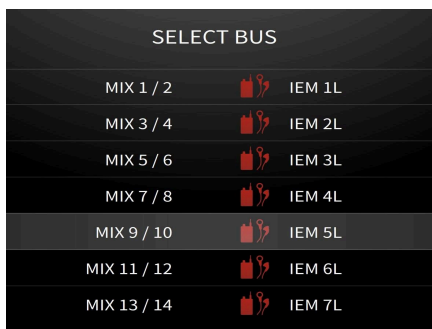 SELECT BUS
MIX 1 / 2 IEM 1L
MIX 3 / 4 IEM 2L
MIX 5 / 6 IEM 3L
MIX 7 / 8 IEM 4L
MIX 9 / 10 IEM 5L
MIX 11 / 12 IEM 6L
MIX 13 / 14 IEM 7L